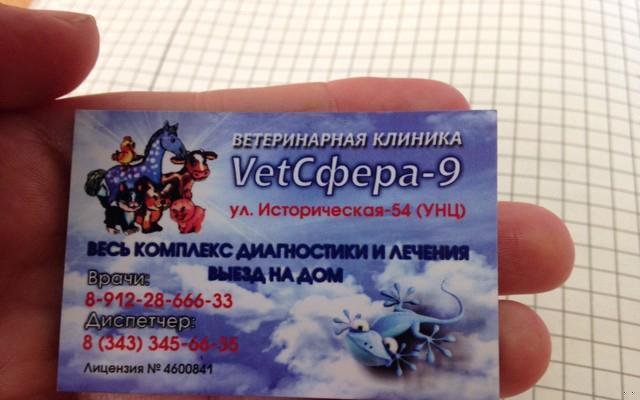 ВЕТЕРИНАРНАЯ КЛИНИКА
VetСфера-9
ул. Историческая-54 (УНЦ)
ВЕСЬ КОМПЛЕКС ДИАГНОСТИКИ И ЛЕЧЕНИЯ
ВЫЕЗД НА ДОМ
Врачи:
8-912-28-666-33
Диспетчер:
8 (343) 345-66-35
Лицензия № 4600841